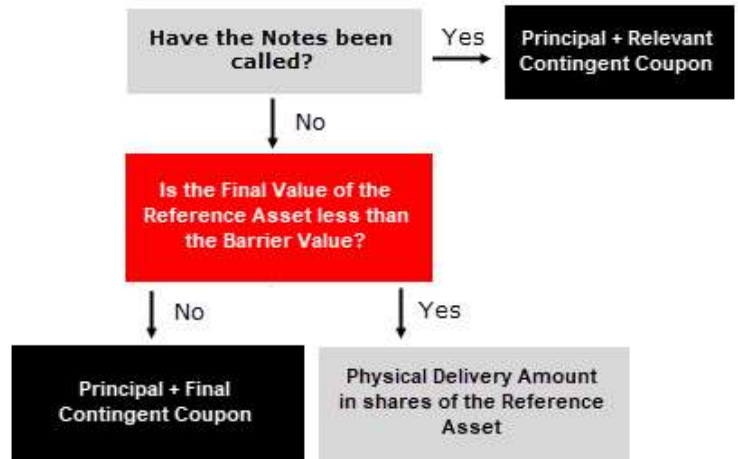 Have the Notes been
called?
Yes
Principal + Relevant
Contingent Coupon
No
Is the Final Value of the
Reference Asset less than
the Barrier Value?
No
Yes
Principal + Final
Contingent Coupon
Physical Delivery Amount
in shares of the Reference
Asset